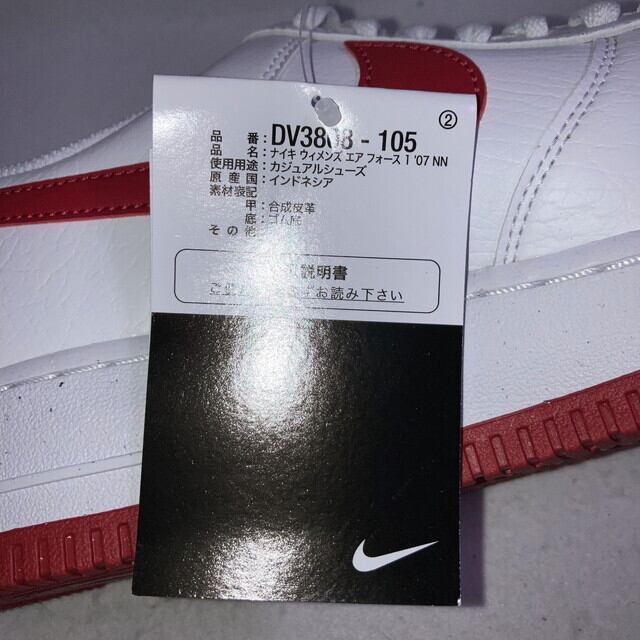 ②
品 番: DV3808 - 105
品 名: ナイキ ウィメンズ エア フォース 1 '07 NN
使用用途: カジュアルシューズ
原 産 国: インドネシア
素材表記
甲: 合成皮革
底: ゴム底
そ の 他
説明書
お読み下さい